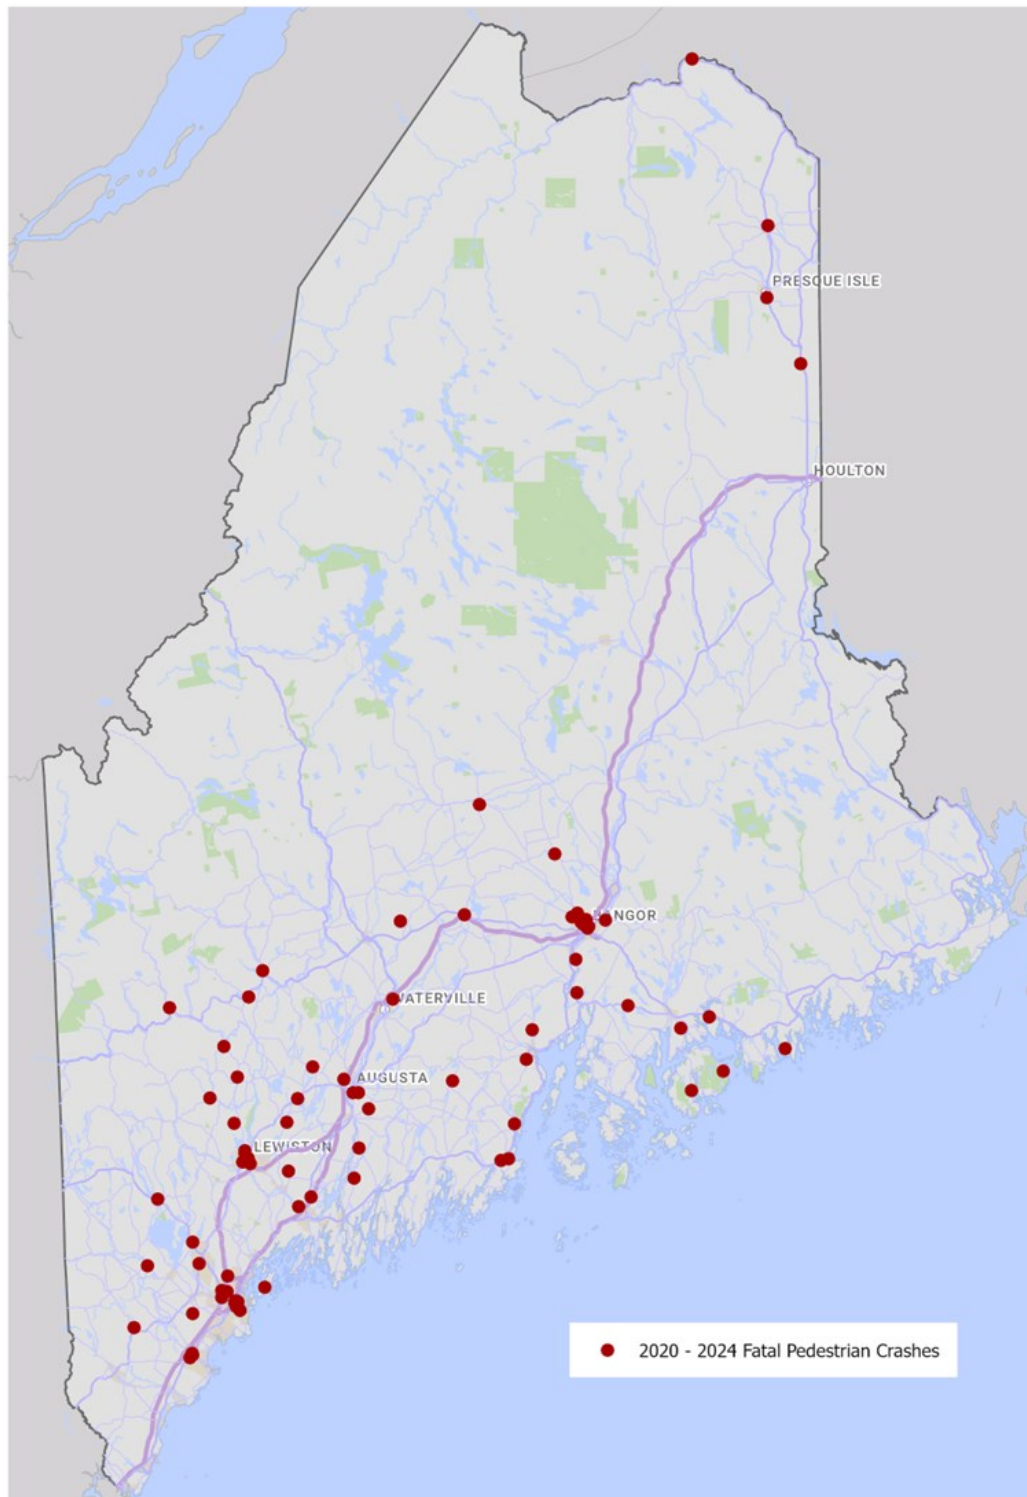 PRESQUE ISLE
HOULTON
BANGOR
WATERVILLE
AUGUSTA
LEWISTON
2020 - 2024 Fatal Pedestrian Crashes